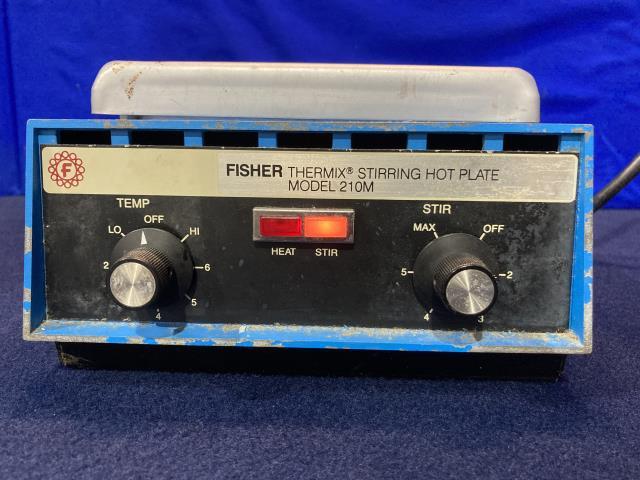 F
FISHER THERMIX® STIRRING HOT PLATE
MODEL 210M
TEMP
OFF
LO
HI
2
6
5
4
HEAT STIR
STIR
MAX
OFF
5
2
4
3